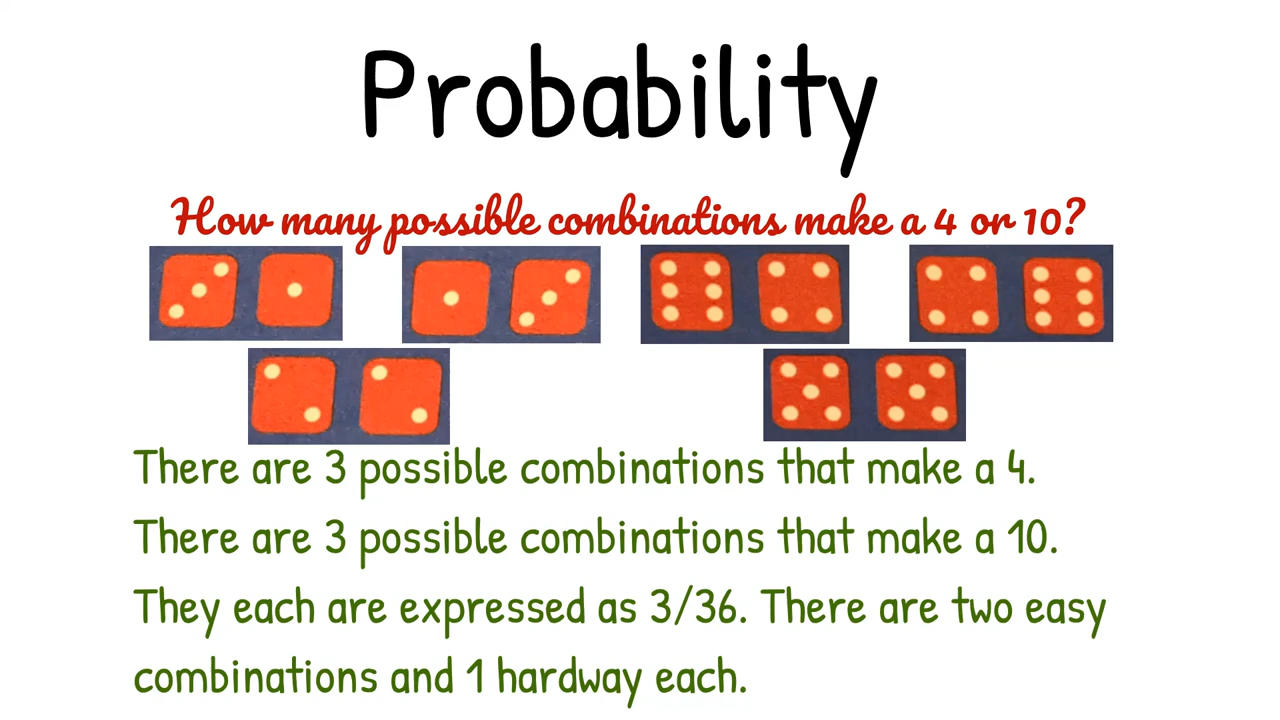 Probability
How many possible combinations make a 4 or 10?
There are 3 possible combinations that make a 4.
There are 3 possible combinations that make a 10.
They each are expressed as 3/36. There are two easy
combinations and 1 hardway each.